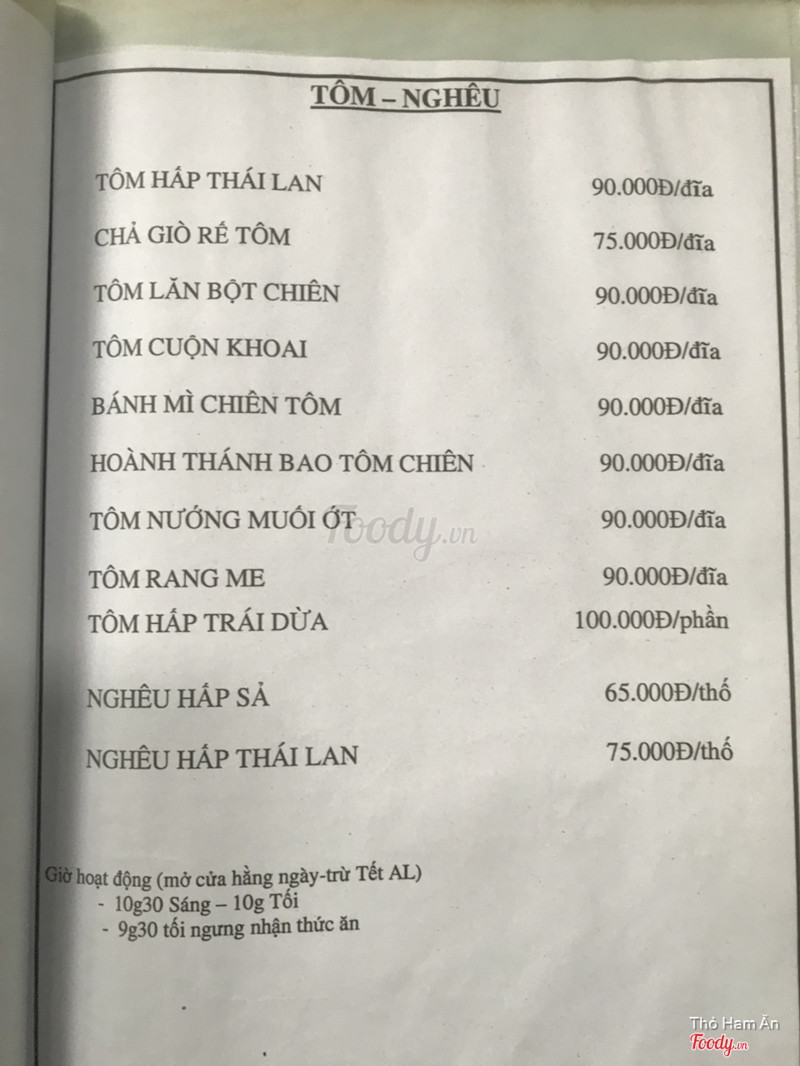 TÔM – NGHÊU
TÔM HẤP THÁI LAN 90.000Đ/đĩa
CHẢ GIÒ RẾ TÔM 75.000Đ/đĩa
TÔM LĂN BỘT CHIÊN 90.000Đ/đĩa
TÔM CUỘN KHOAI 90.000Đ/đĩa
BÁNH MÌ CHIÊN TÔM 90.000Đ/đĩa
HOÀNH THÁNH BAO TÔM CHIÊN 90.000Đ/đĩa
TÔM NƯỚNG MUỐI ỚT 90.000Đ/đĩa
Foody.vn
TÔM RANG ME 90.000Đ/đĩa
TÔM HẤP TRÁI DỪA 100.000Đ/phần
NGHÊU HẤP SẢ 65.000Đ/thố
NGHÊU HẤP THÁI LAN 75.000Đ/thố
Giờ hoạt động (mở cửa hằng ngày-trừ Tết AL)
- 10g30 Sáng – 10g Tối
- 9g30 tối ngưng nhận thức ăn
Thỏ Ham Ăn
Foody.vn